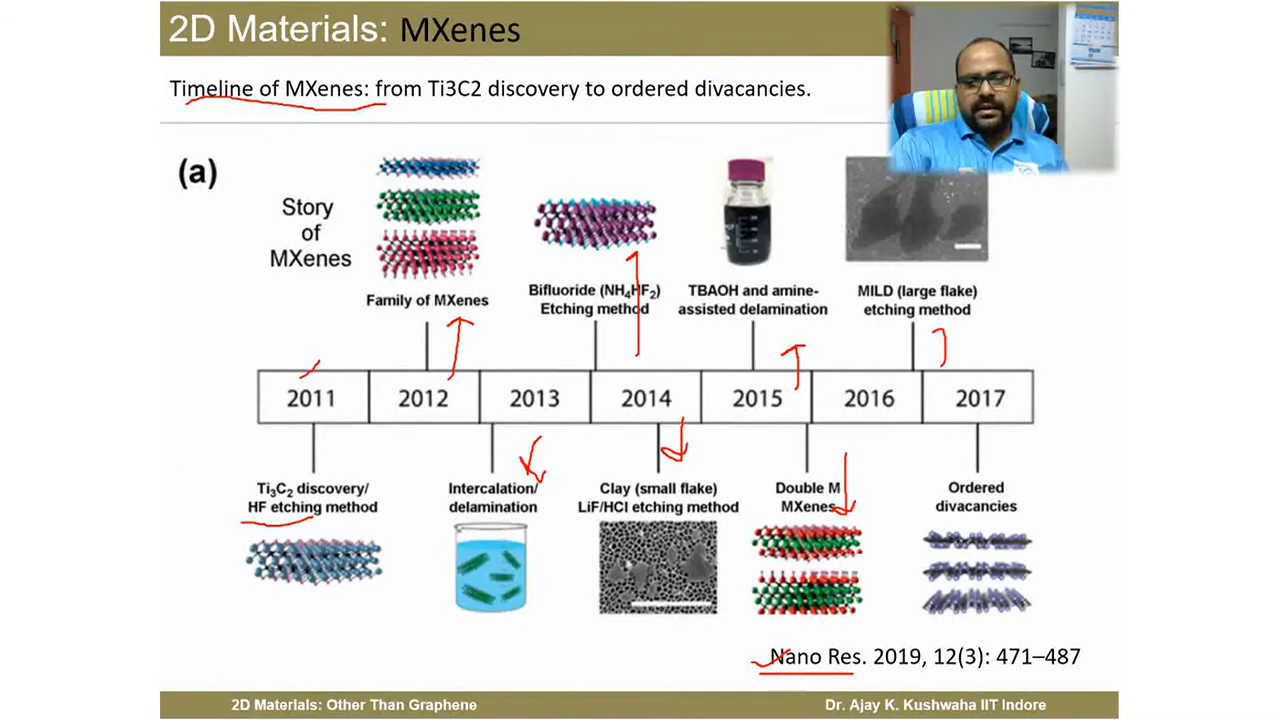 2D Materials: MXenes
Timeline of MXenes: from Ti3C2 discovery to ordered divacancies.
(a)
Story
of
MXenes
Family of MXenes
Bifluoride (NH₄HF₂)
Etching method
TBAOH and amine-
assisted delamination
MILD (large flake)
etching method
2011 2012 2013 2014 2015 2016 2017
Ti₃C₂ discovery/
HF etching method
Intercalation/
delamination
Clay (small flake)
LiF/HCl etching method
Double M
MXenes
Ordered
divacancies
Nano Res. 2019, 12(3): 471–487
2D Materials: Other Than Graphene
Dr. Ajay K. Kushwaha IIT Indore